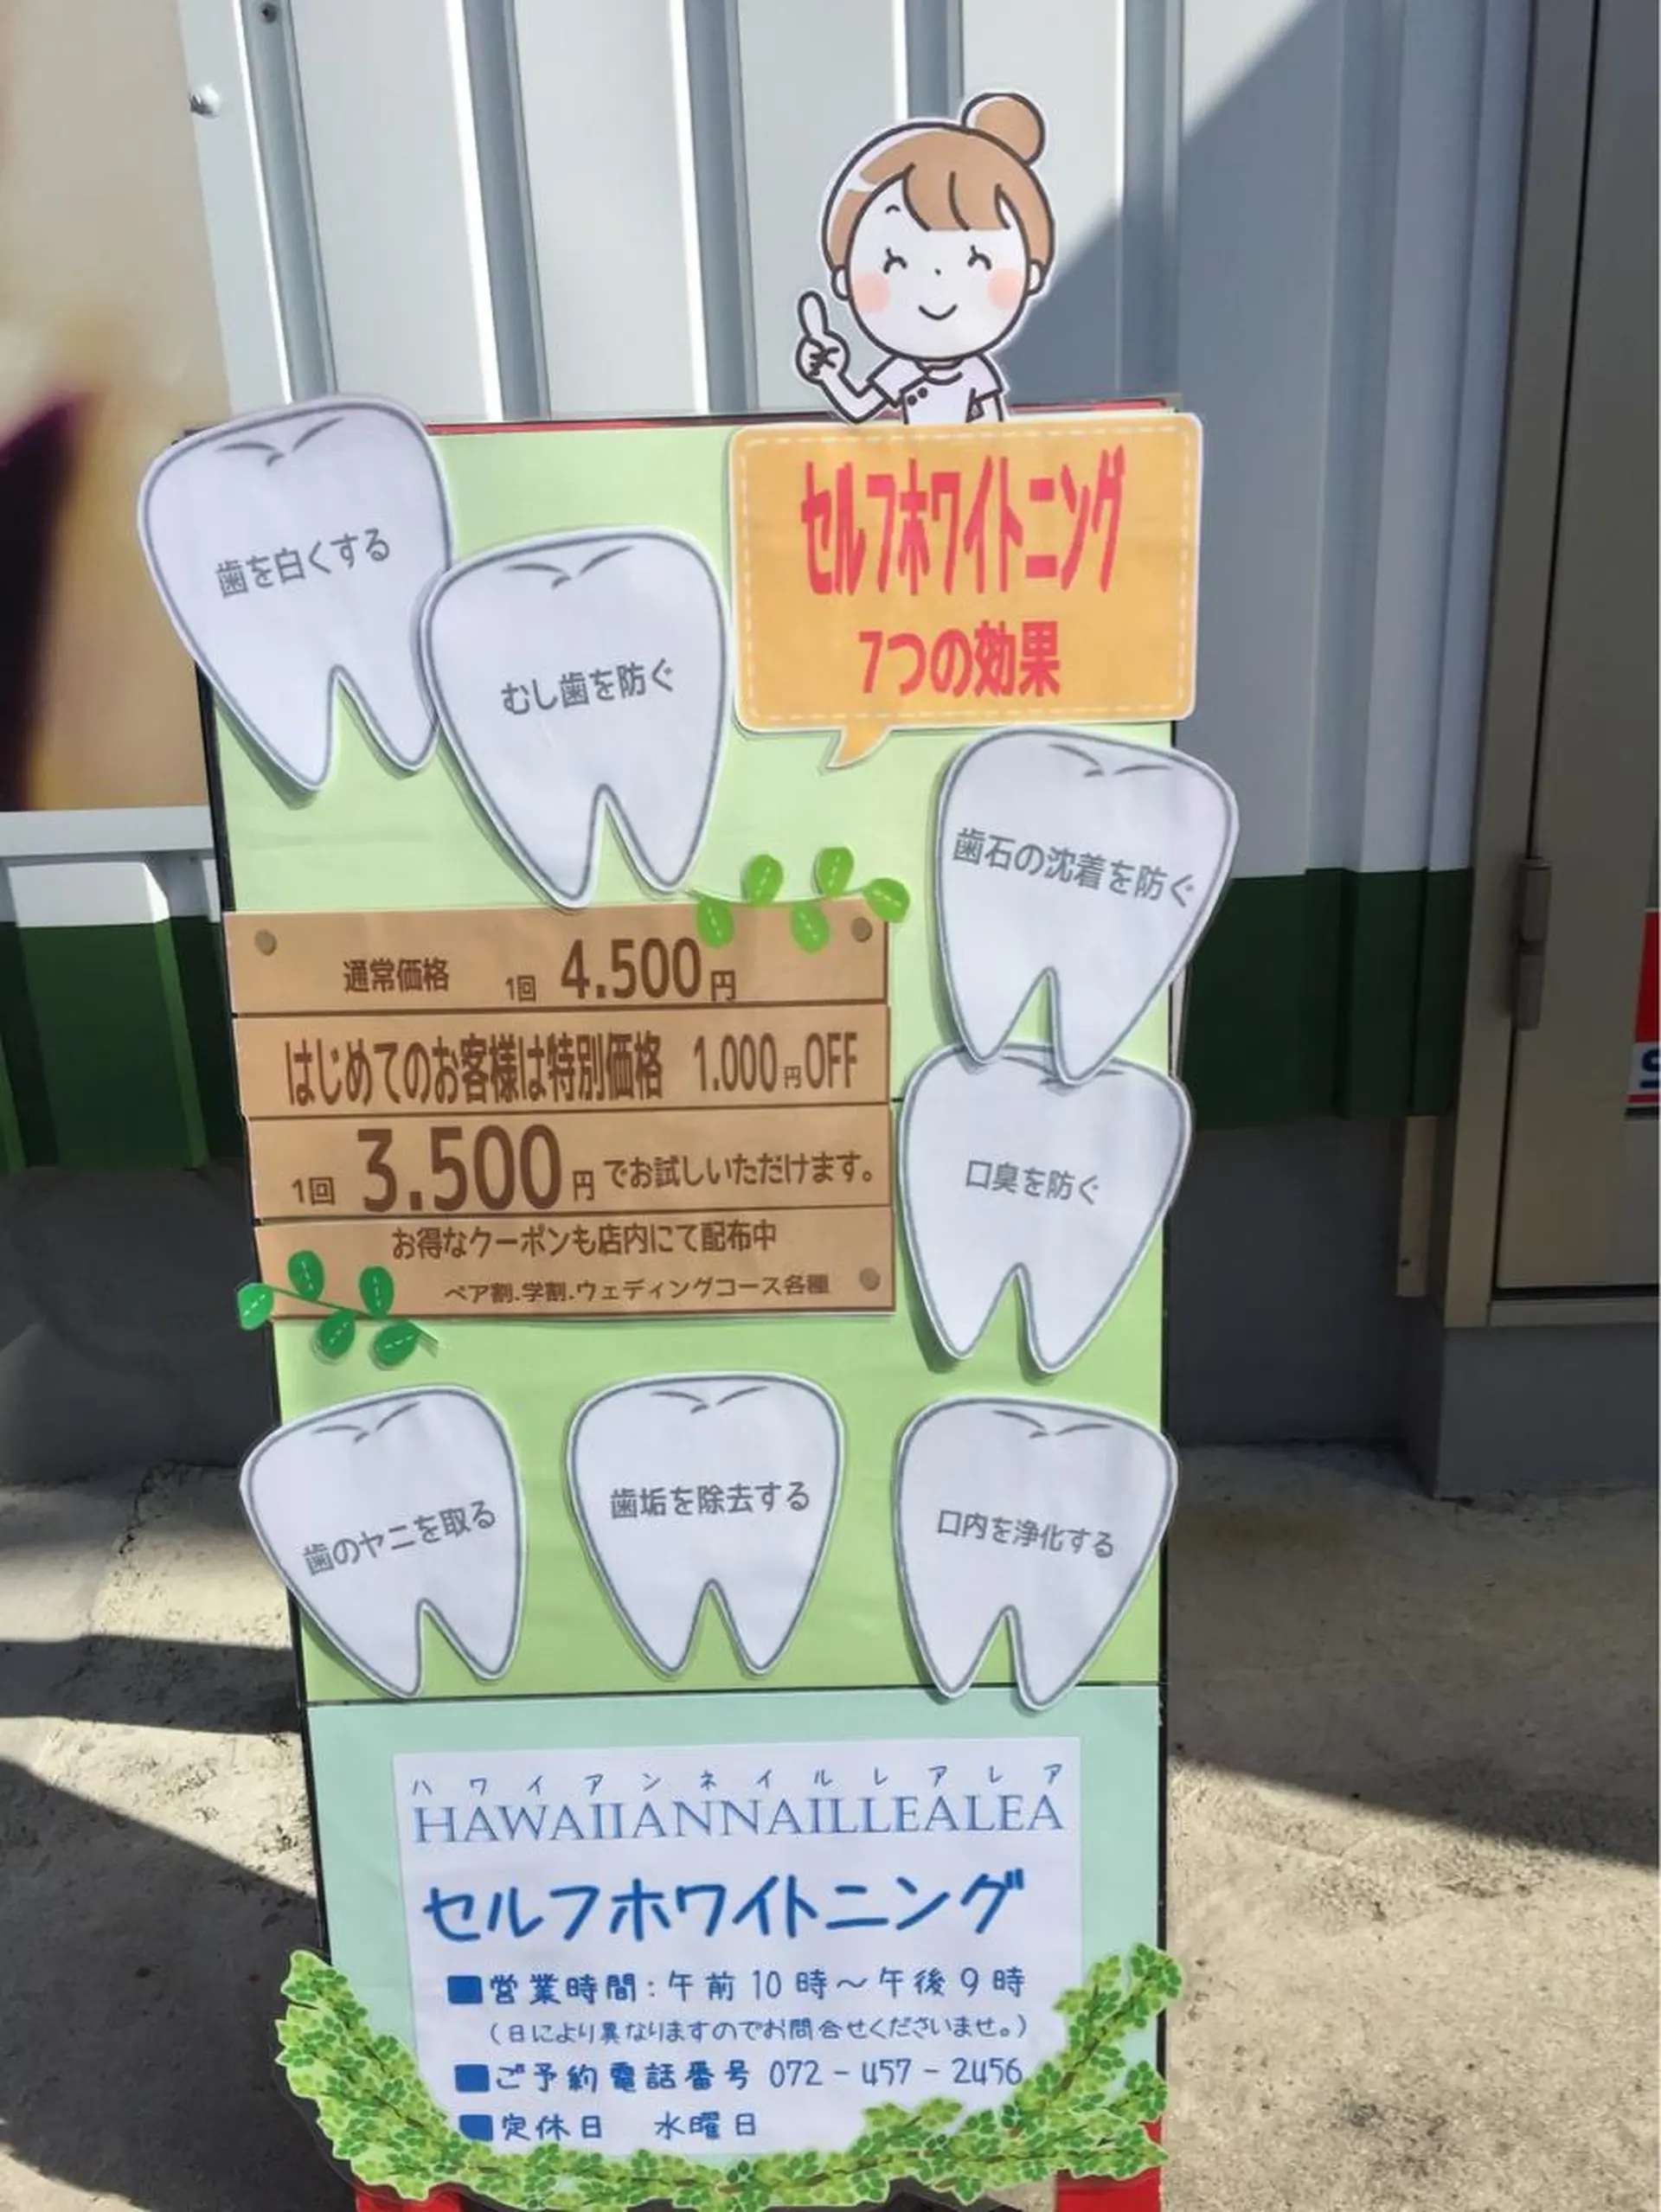 セルフホワイトニング
7つの効果
歯を白くする
むし歯を防ぐ
歯石の沈着を防ぐ
口臭を防ぐ
通常価格 1回 4.500円
はじめてのお客様は特別価格 1.000円OFF
1回 3.500円でお試しいただけます。
お得なクーポンも店内にて配布中
ペア割.学割.ウェディングコース各種
歯のヤニを取る
歯垢を除去する
口内を浄化する
ハワイアンネイルレアレア
HAWAIIANNAILLEALEA
セルフホワイトニング
■営業時間:午前10時～午後9時
(日により異なりますのでお問合せくださいませ。)
■ご予約電話番号 072-457-2456
■定休日 水曜日